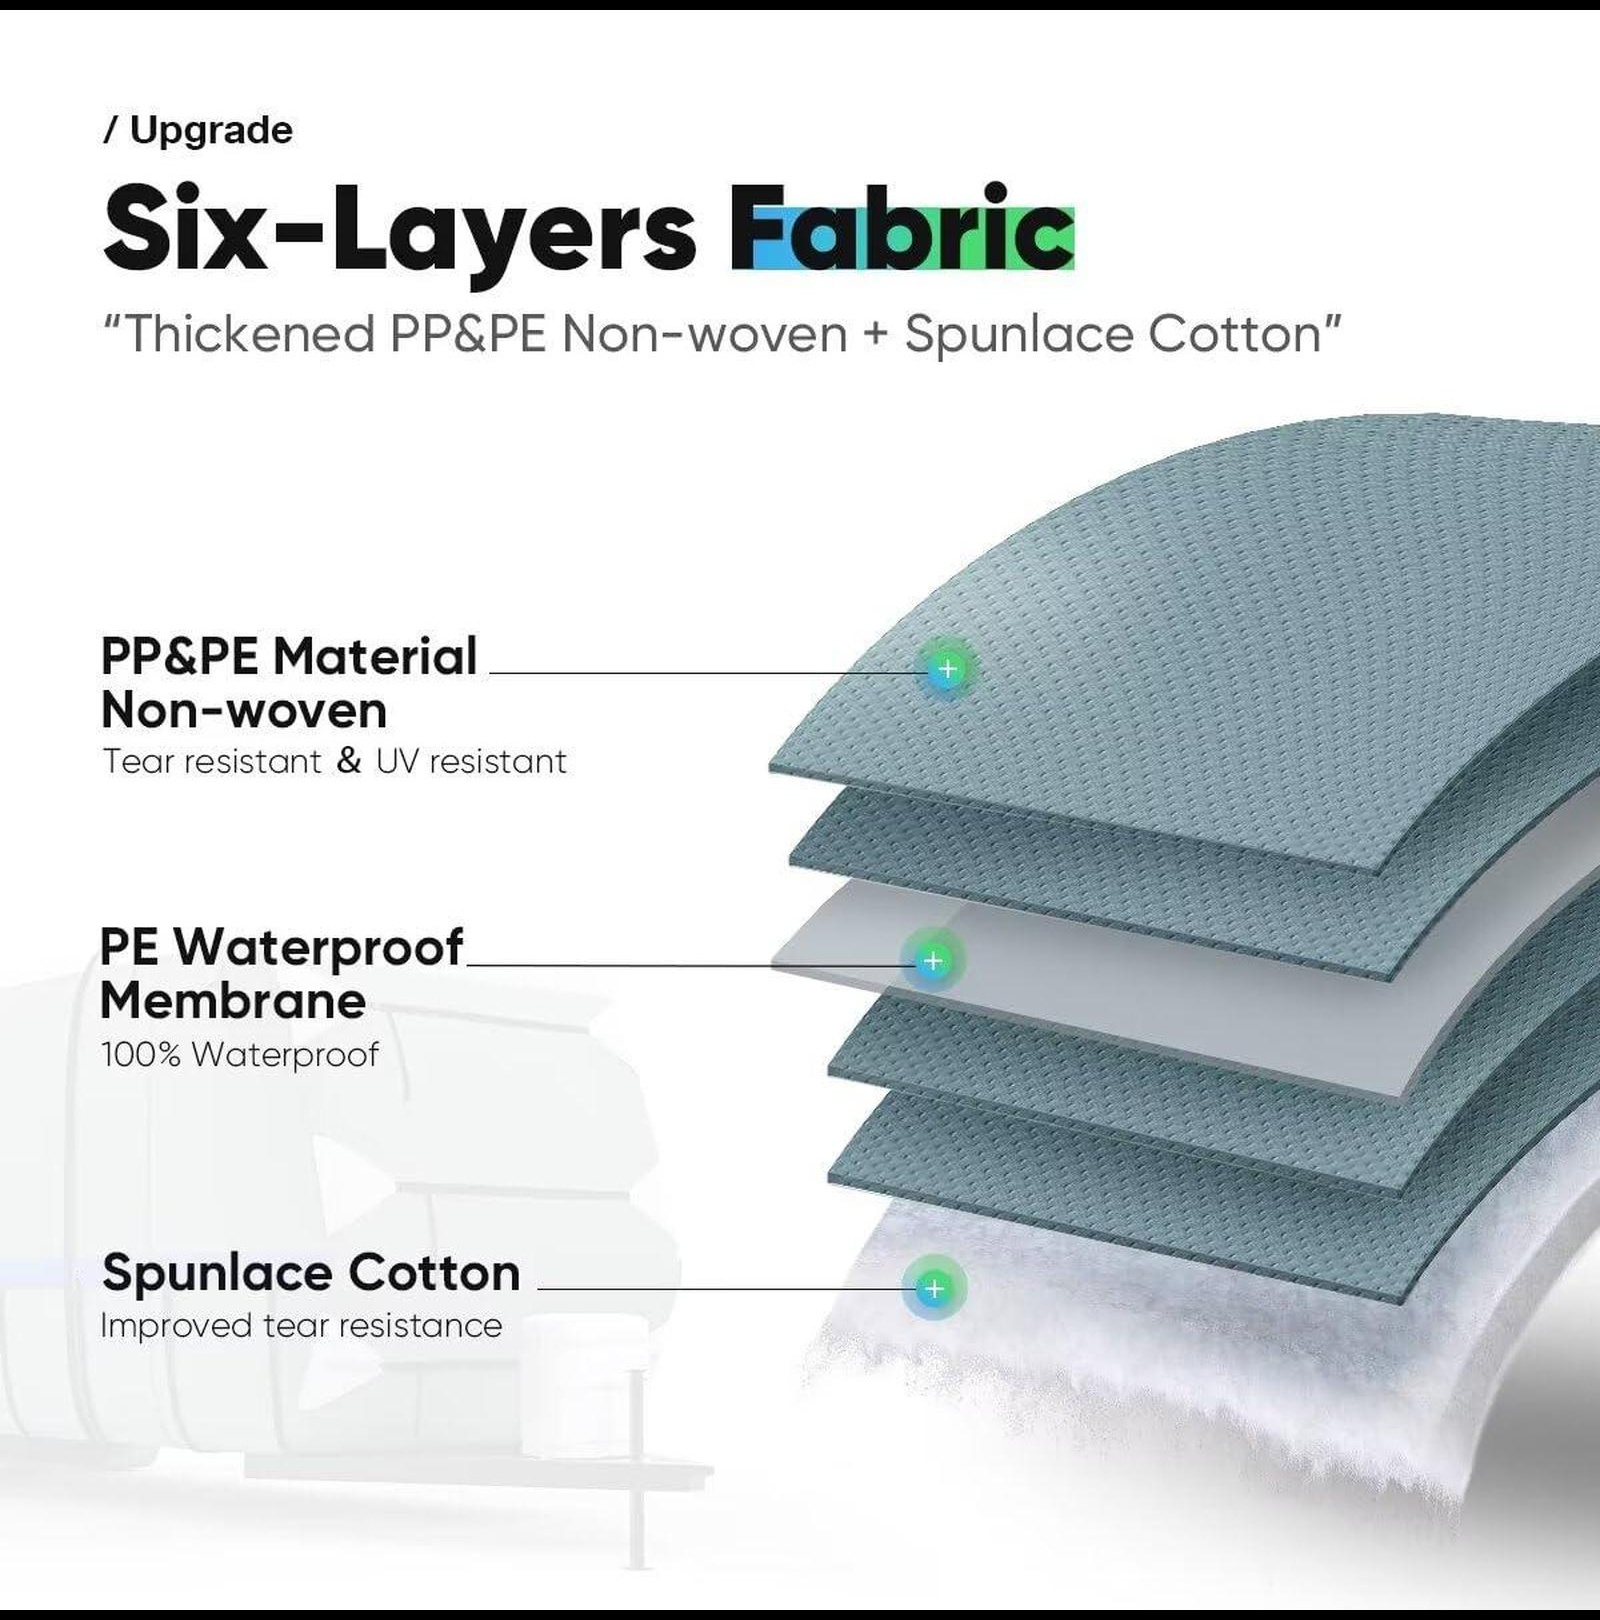 / Upgrade
Six-Layers Fabric
“Thickened PP&PE Non-woven + Spunlace Cotton”
PP&PE Material
Non-woven
Tear resistant & UV resistant
PE Waterproof
Membrane
100% Waterproof
Spunlace Cotton
Improved tear resistance